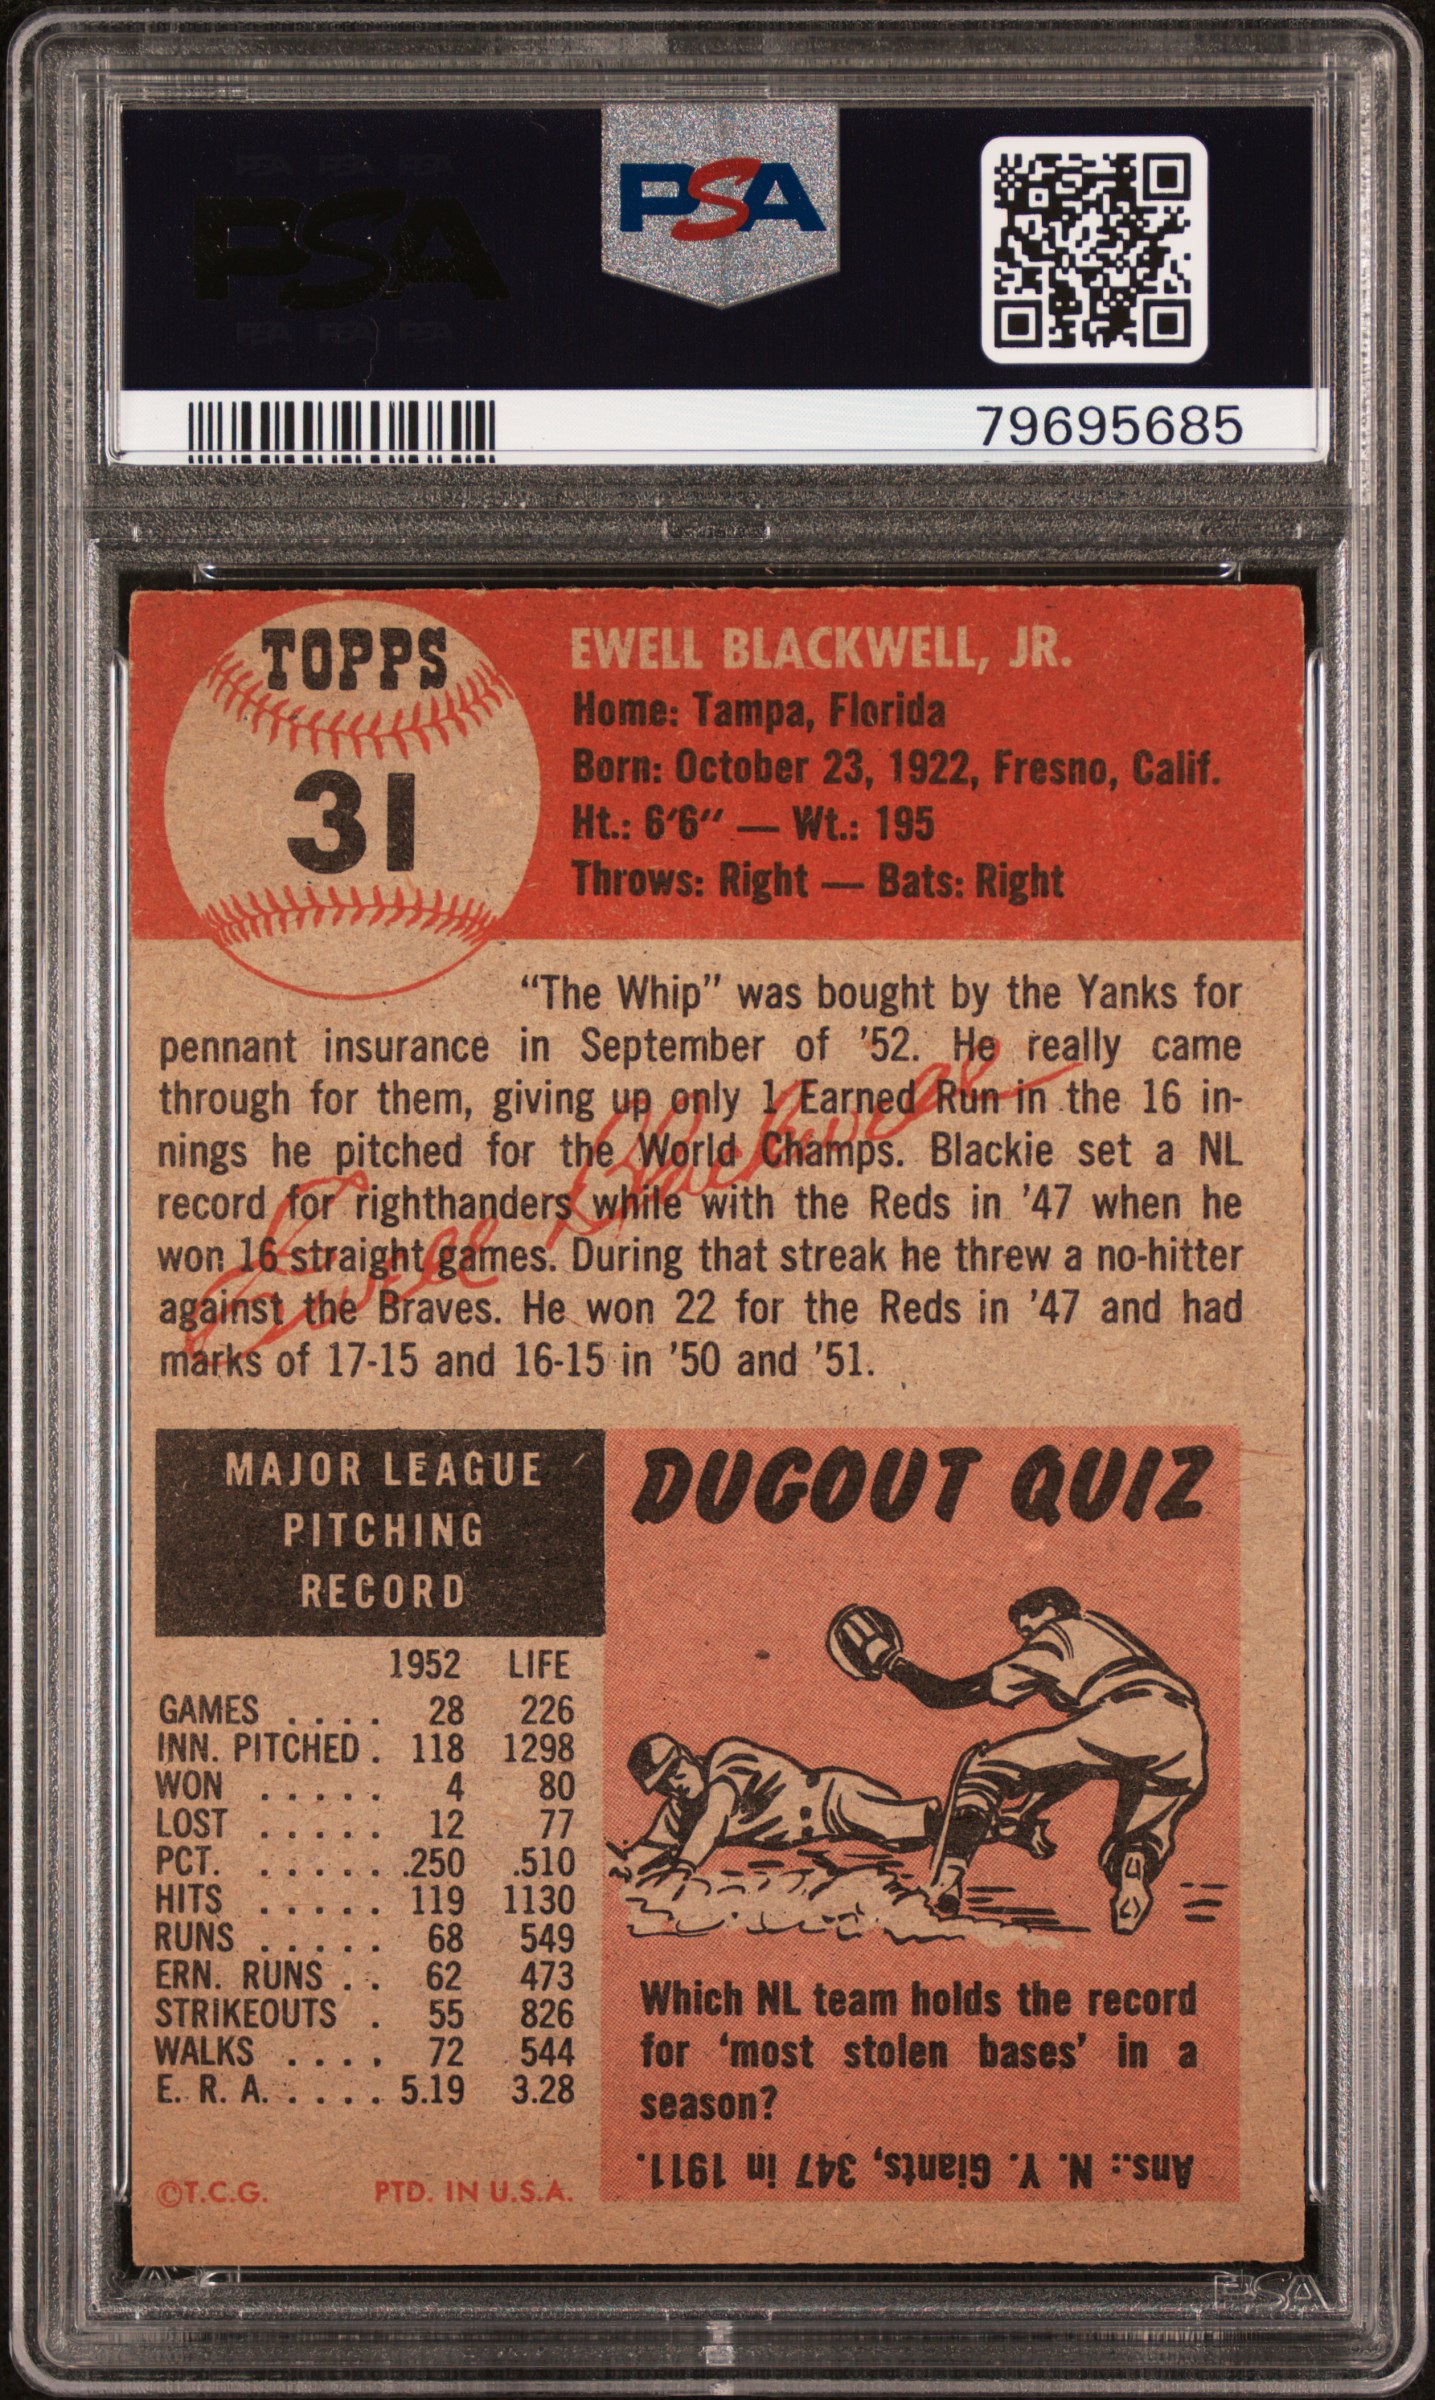 PSA PSA PSA
PSA
PSA PSA PSA
PSA
79695685
TOPPS
31
EWELL BLACKWELL, JR.
Home: Tampa, Florida
Born: October 23, 1922, Fresno, Calif.
Ht.: 6'6" — Wt.: 195
Throws: Right — Bats: Right
"The Whip" was bought by the Yanks for
pennant insurance in September of '52. He really came
through for them, giving up only 1 Earned Run in the 16 in-
nings he pitched for the World Champs. Blackie set a NL
record for righthanders while with the Reds in '47 when he
won 16 straight games. During that streak he threw a no-hitter
against the Braves. He won 22 for the Reds in '47 and had
marks of 17-15 and 16-15 in '50 and '51.
Ewell Blackwell
MAJOR LEAGUE
PITCHING
RECORD
1952 LIFE
GAMES . . . . 28 226
INN. PITCHED . 118 1298
WON . . . . . 4 80
LOST . . . . . 12 77
PCT. . . . . . .250 .510
HITS . . . . . 119 1130
RUNS . . . . . 68 549
ERN. RUNS . . 62 473
STRIKEOUTS . 55 826
WALKS . . . . 72 544
E. R. A. . . . . 5.19 3.28
©T.C.G. PTD. IN U.S.A.
DUGOUT QUIZ
Which NL team holds the record
for 'most stolen bases' in a
season?
Ans.: N. Y. Giants, 347 in 1911.
PSA